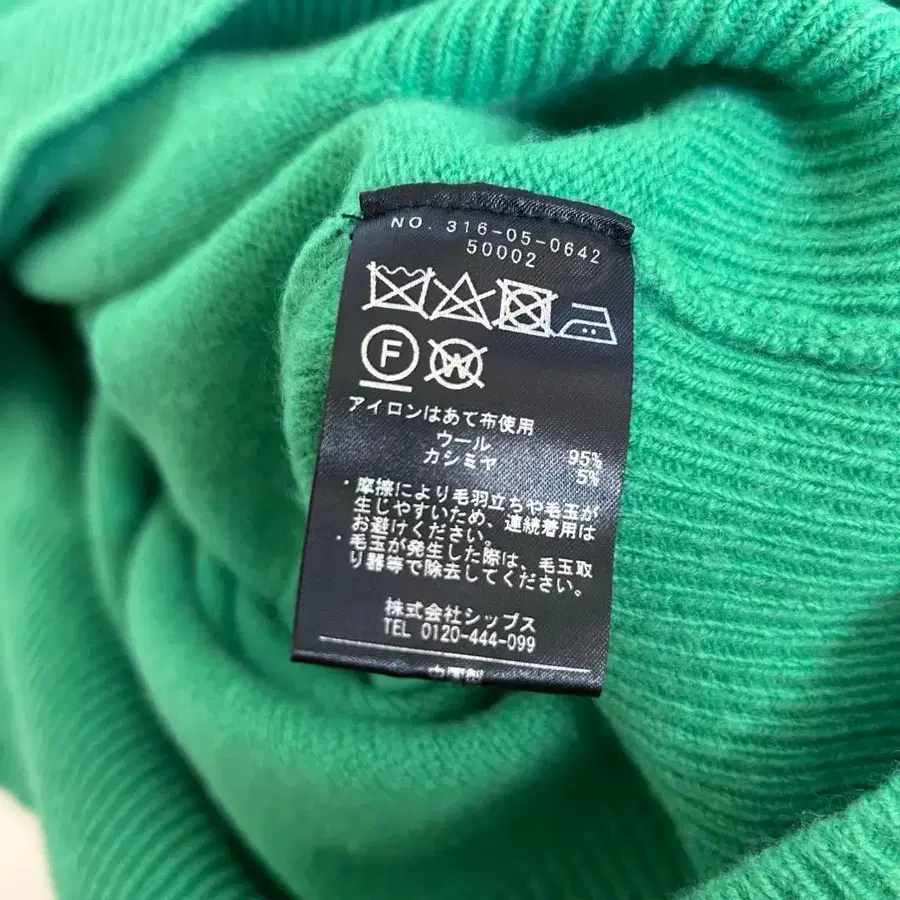 NO. 316-05-0642
50002
F W
アイロンはあて布使用
ウール 95%
カシミヤ 5%
・摩擦により毛羽立ちや毛玉が
生じやすいため、連続着用は
お避けください。
・毛玉が発生した際は、毛玉取
り器等で除去してください。
株式会社シップス
TEL 0120-444-099
中国製